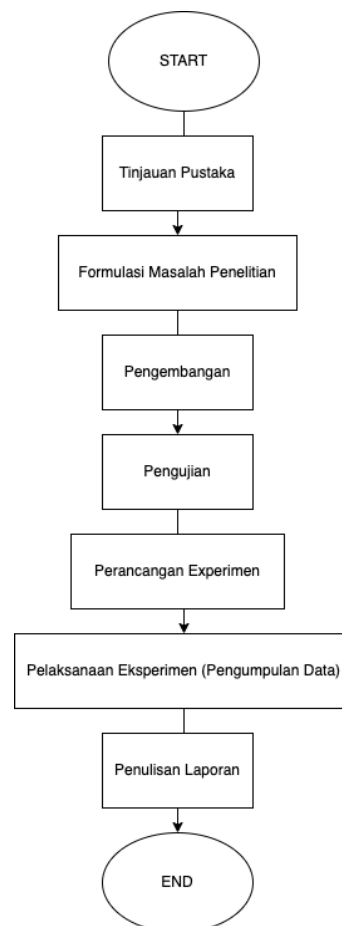 START
Tinjauan Pustaka
Formulasi Masalah Penelitian
Pengembangan
Pengujian
Perancangan Experimen
Pelaksanaan Eksperimen (Pengumpulan Data)
Penulisan Laporan
END